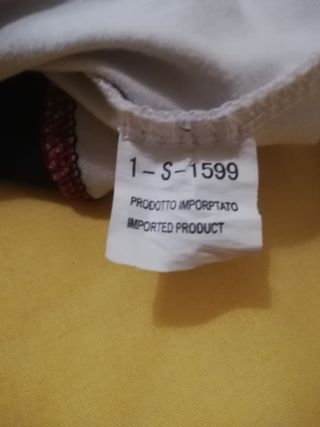 1-S-1599
PRODOTTO IMPORPTATO
IMPORTED PRODUCT